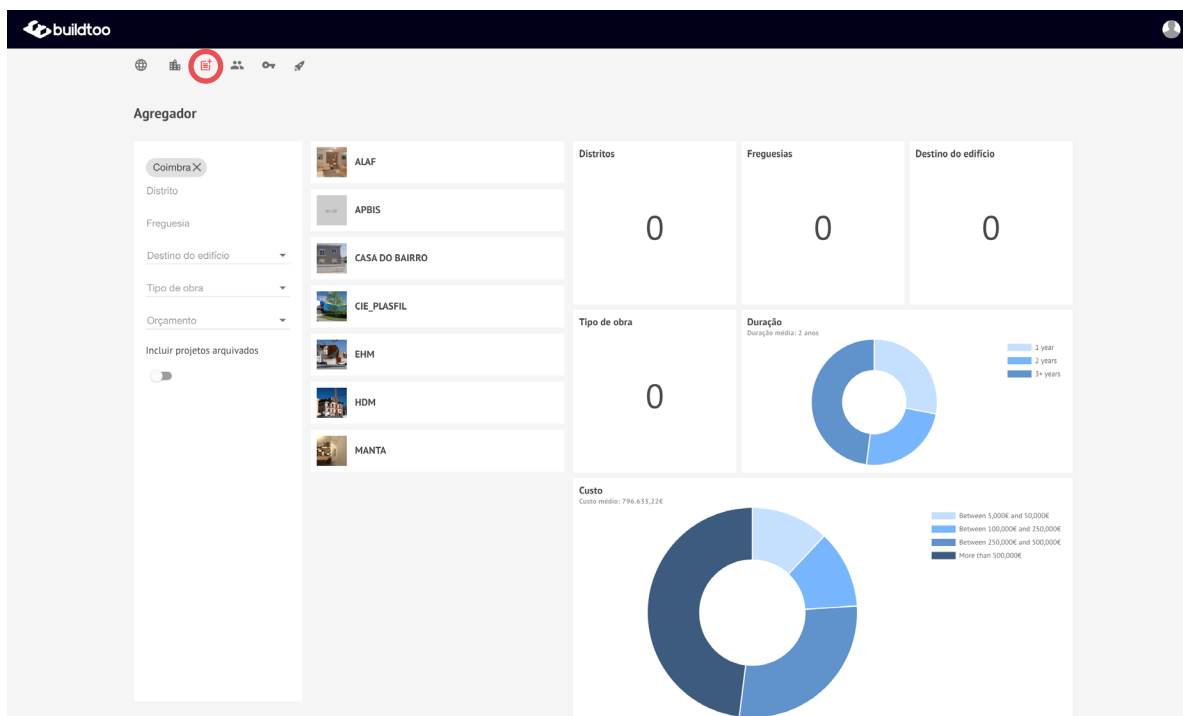 buildtoo
Agregador
Coimbra
Distrito
Freguesia
Destino do edifício
Tipo de obra
Orçamento
Incluir projetos arquivados
ALAF
APBIS
CASA DO BAIRRO
CIE_PLASFIL
EHM
HDM
MANTA
Distritos
0
Freguesias
0
Destino do edifício
0
Tipo de obra
0
Duração
Duração média: 2 anos
1 year
2 years
3+ years
Custo
Custo médio: 796.633,22€
Between 5,000€ and 50,000€
Between 100,000€ and 250,000€
Between 250,000€ and 500,000€
More than 500,000€